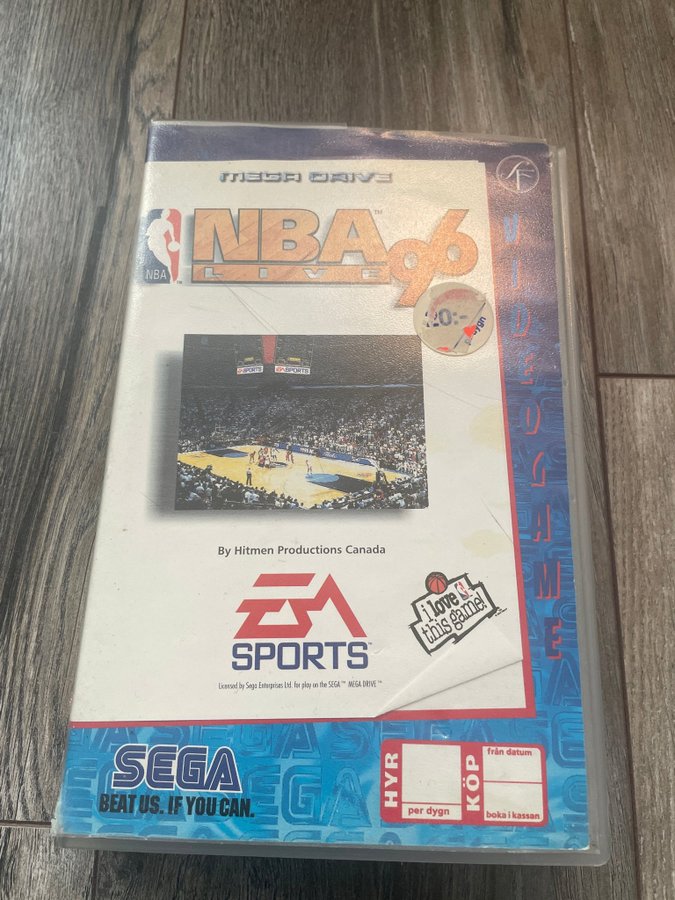 MEGA DRIVE
NBA
NBA™
LIVE
96
20:-
dygn
VIDEOGAME
EA SPORTS
EA SPORTS
By Hitmen Productions Canada
EA
SPORTS™
i love
this game!
Licensed by Sega Enterprises Ltd. for play on the SEGA™ MEGA DRIVE™
SEGA
BEAT US. IF YOU CAN.
HYR
per dygn
KÖP
från datum
boka i kassan